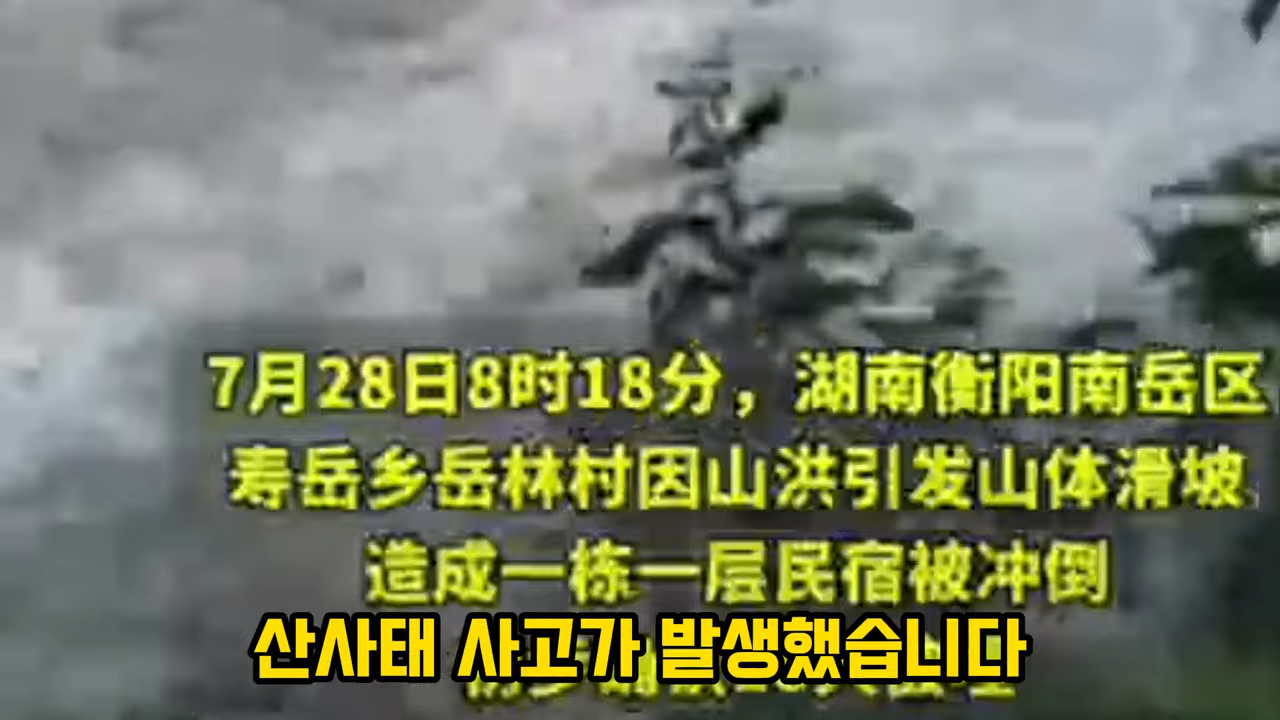 7月28日8时18分，湖南衡阳南岳区
寿岳乡岳林村因山洪引发山体滑坡
造成一栋一层民宿被冲倒
산사태 사고가 발생했습니다